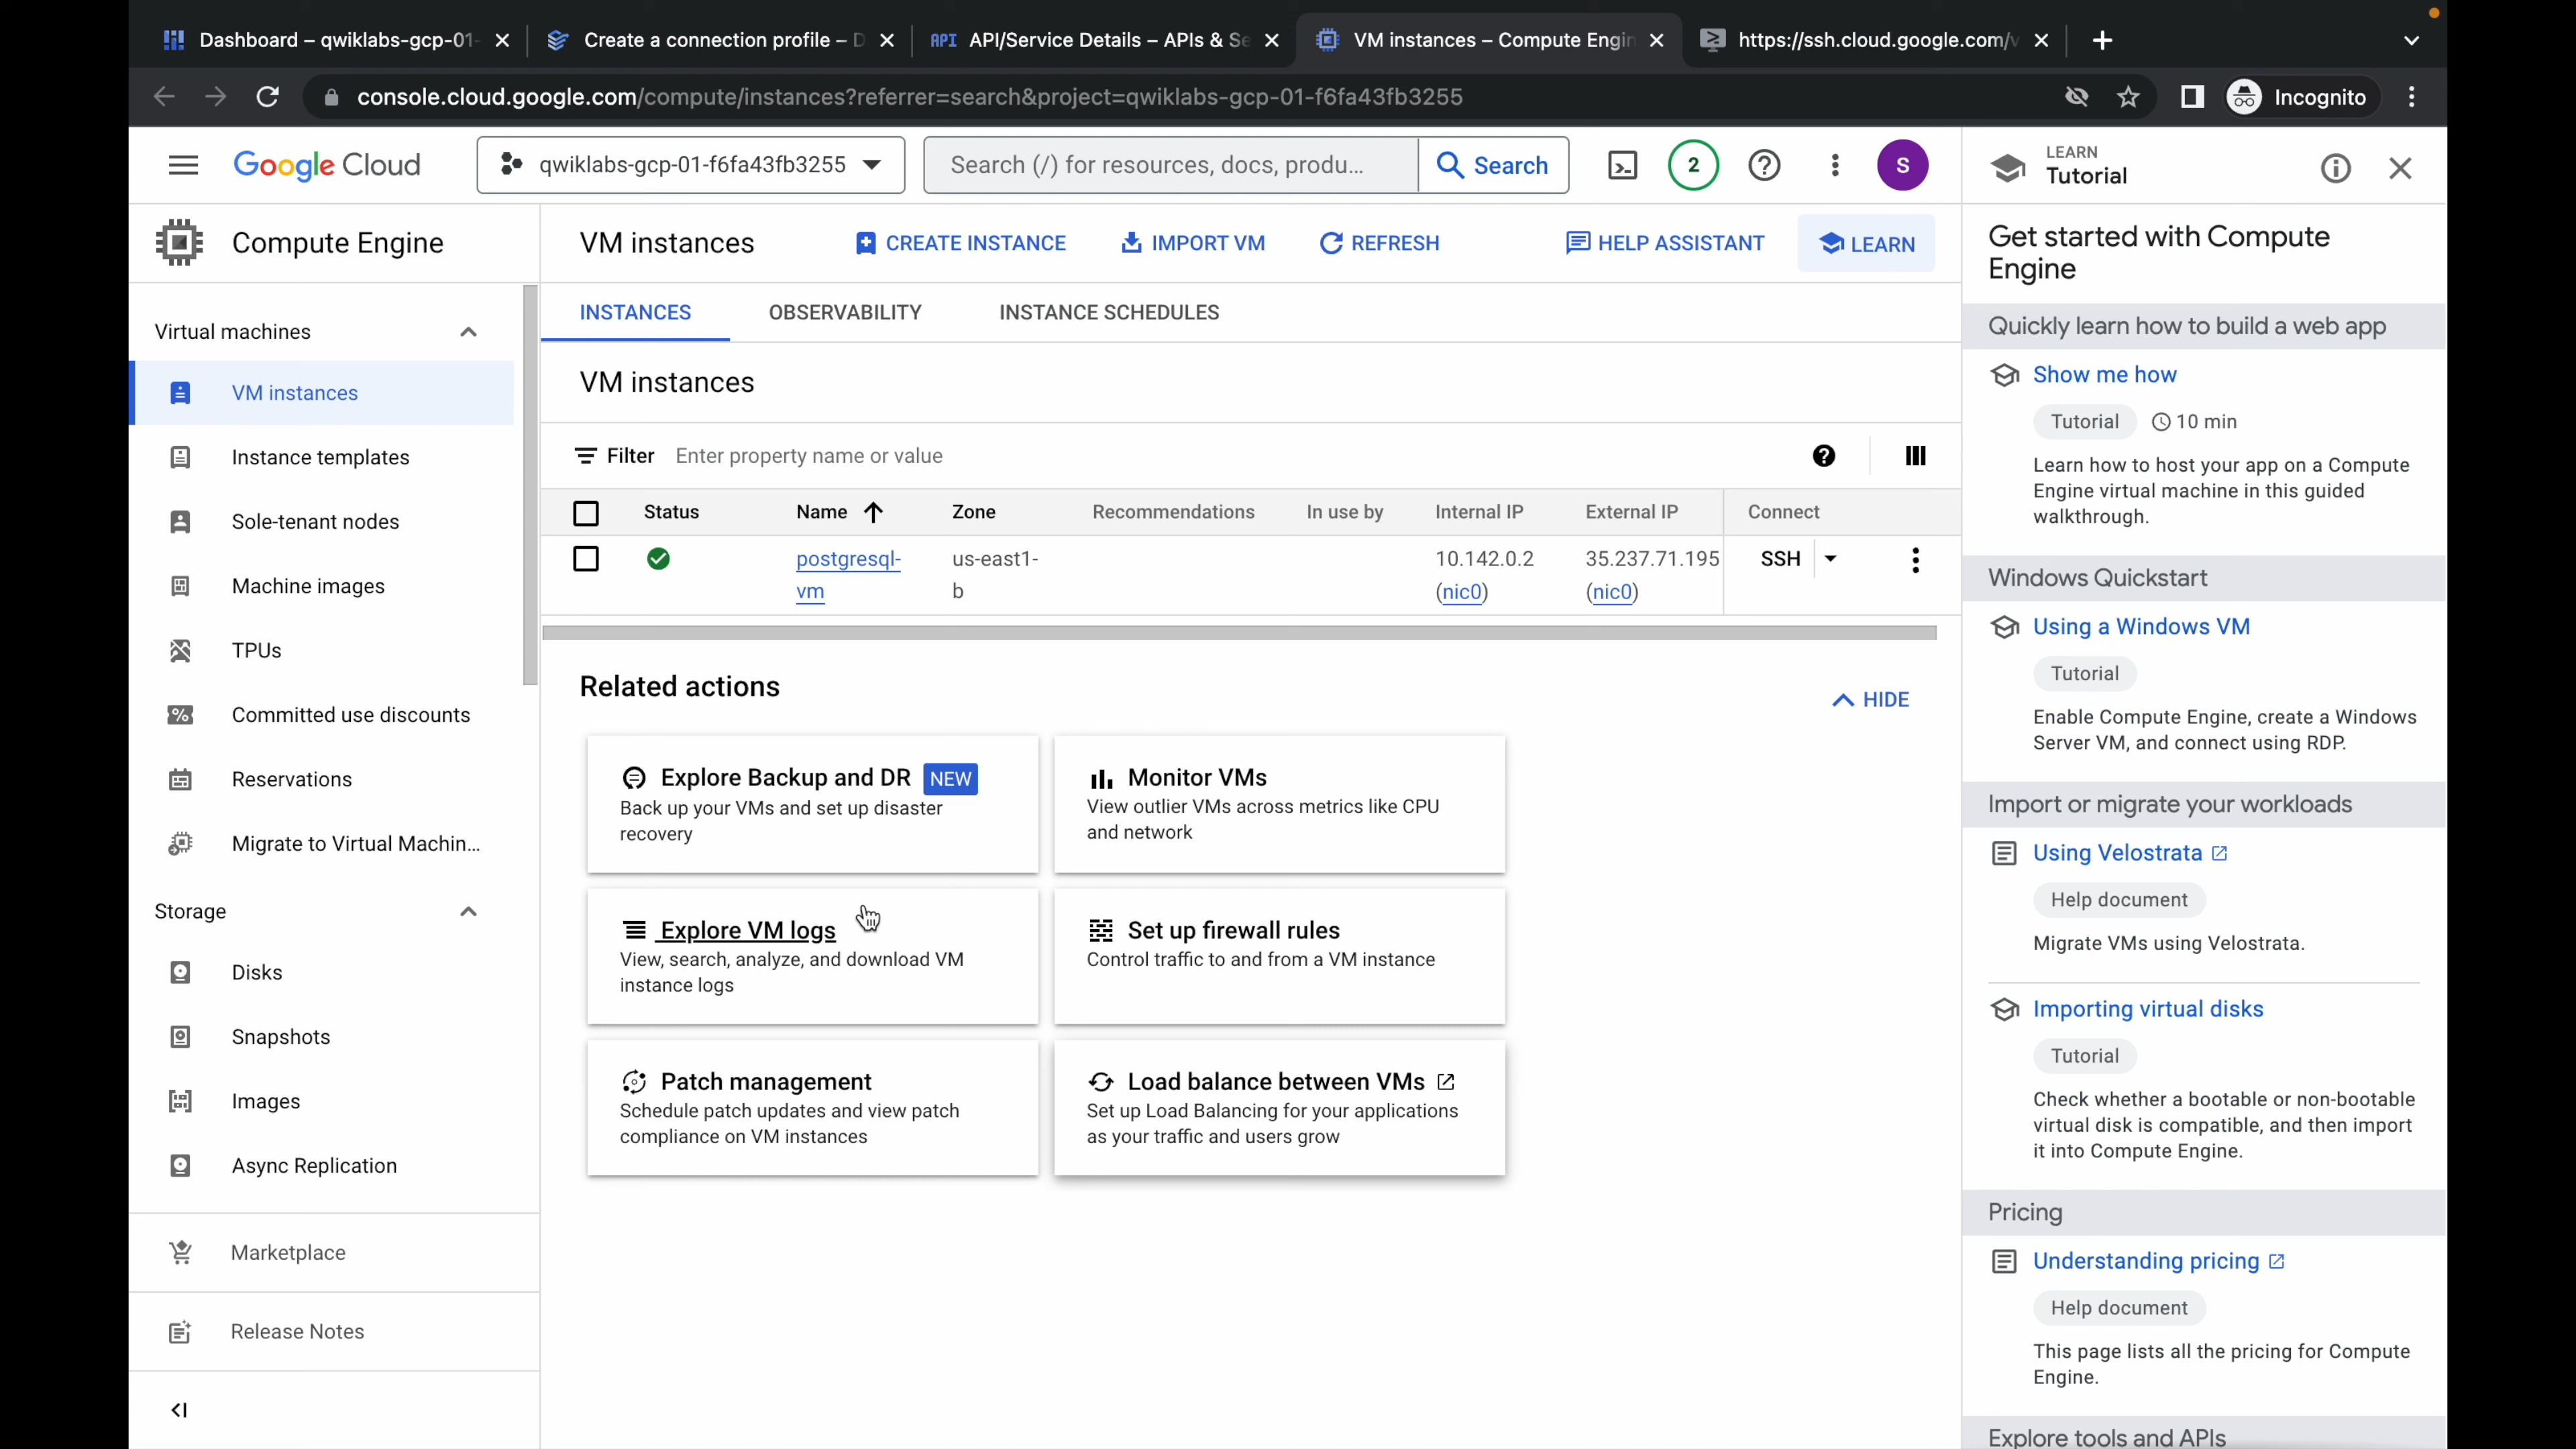 Dashboard – qwiklabs-gcp-01-
Create a connection profile – D
API API/Service Details – APIs & Se
VM instances – Compute Engin
https://ssh.cloud.google.com/v
console.cloud.google.com/compute/instances?referrer=search&project=qwiklabs-gcp-01-f6fa43fb3255
Incognito
Google Cloud
qwiklabs-gcp-01-f6fa43fb3255
Search (/) for resources, docs, produ...
Search
2
S
LEARN
Tutorial
Compute Engine
VM instances
CREATE INSTANCE
IMPORT VM
REFRESH
HELP ASSISTANT
LEARN
Virtual machines
VM instances
Instance templates
Sole-tenant nodes
Machine images
TPUs
Committed use discounts
Reservations
Migrate to Virtual Machin...
Storage
Disks
Snapshots
Images
Async Replication
Marketplace
Release Notes
INSTANCES
OBSERVABILITY
INSTANCE SCHEDULES
VM instances
Filter Enter property name or value
Status Name Zone Recommendations In use by Internal IP External IP Connect
postgresql- us-east1- 10.142.0.2 35.237.71.195 SSH
vm b (nic0) (nic0)
Related actions
HIDE
Explore Backup and DR NEW
Back up your VMs and set up disaster
recovery
Monitor VMs
View outlier VMs across metrics like CPU
and network
Explore VM logs
View, search, analyze, and download VM
instance logs
Set up firewall rules
Control traffic to and from a VM instance
Patch management
Schedule patch updates and view patch
compliance on VM instances
Load balance between VMs
Set up Load Balancing for your applications
as your traffic and users grow
Get started with Compute
Engine
Quickly learn how to build a web app
Show me how
Tutorial 10 min
Learn how to host your app on a Compute
Engine virtual machine in this guided
walkthrough.
Windows Quickstart
Using a Windows VM
Tutorial
Enable Compute Engine, create a Windows
Server VM, and connect using RDP.
Import or migrate your workloads
Using Velostrata
Help document
Migrate VMs using Velostrata.
Importing virtual disks
Tutorial
Check whether a bootable or non-bootable
virtual disk is compatible, and then import
it into Compute Engine.
Pricing
Understanding pricing
Help document
This page lists all the pricing for Compute
Engine.
Explore tools and APIs